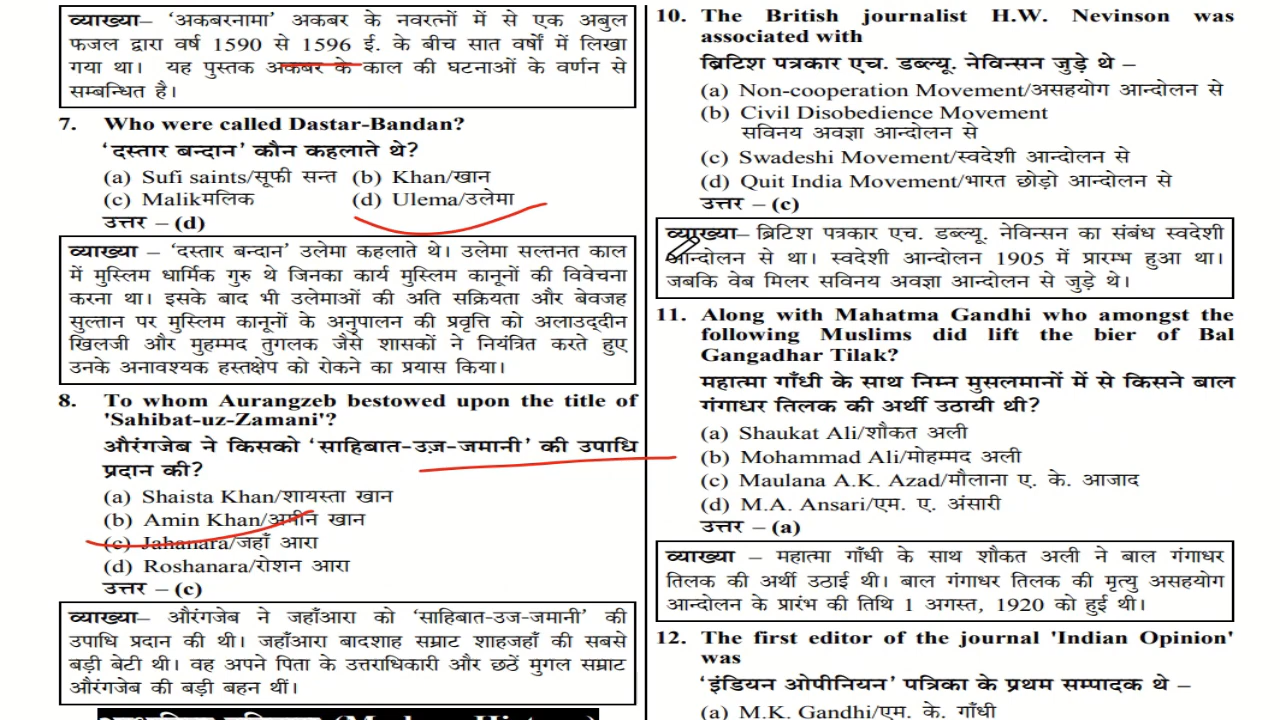 व्याख्या– ‘अकबरनामा’ अकबर के नवरत्नों में से एक अबुल
फजल द्वारा वर्ष 1590 से 1596 ई. के बीच सात वर्षों में लिखा
गया था। यह पुस्तक अकबर के काल की घटनाओं के वर्णन से
सम्बन्धित है।
7. Who were called Dastar-Bandan?
‘दस्तार बन्दान’ कौन कहलाते थे?
(a) Sufi saints/सूफी सन्त (b) Khan/खान
(c) Malikमलिक (d) Ulema/उलेमा
उत्तर – (d)
व्याख्या – ‘दस्तार बन्दान’ उलेमा कहलाते थे। उलेमा सल्तनत काल
में मुस्लिम धार्मिक गुरु थे जिनका कार्य मुस्लिम कानूनों की विवेचना
करना था। इसके बाद भी उलेमाओं की अति सक्रियता और बेवजह
सुल्तान पर मुस्लिम कानूनों के अनुपालन की प्रवृत्ति को अलाउद्दीन
खिलजी और मुहम्मद तुगलक जैसे शासकों ने नियंत्रित करते हुए
उनके अनावश्यक हस्तक्षेप को रोकने का प्रयास किया।
8. To whom Aurangzeb bestowed upon the title of
'Sahibat-uz-Zamani'?
औरंगजेब ने किसको ‘साहिबात-उज़-जमानी’ की उपाधि
प्रदान की?
(a) Shaista Khan/शायस्ता खान
(b) Amin Khan/अमीन खान
(c) Jahanara/जहाँ आरा
(d) Roshanara/रोशन आरा
उत्तर – (c)
व्याख्या– औरंगजेब ने जहाँआरा को ‘साहिबात-उज-जमानी’ की
उपाधि प्रदान की थी। जहाँआरा बादशाह सम्राट शाहजहाँ की सबसे
बड़ी बेटी थी। वह अपने पिता के उत्तराधिकारी और छठें मुगल सम्राट
औरंगजेब की बड़ी बहन थीं।
(Modern History)
10. The British journalist H.W. Nevinson was
associated with
ब्रिटिश पत्रकार एच. डब्ल्यू. नेविन्सन जुड़े थे –
(a) Non-cooperation Movement/असहयोग आन्दोलन से
(b) Civil Disobedience Movement
सविनय अवज्ञा आन्दोलन से
(c) Swadeshi Movement/स्वदेशी आन्दोलन से
(d) Quit India Movement/भारत छोड़ो आन्दोलन से
उत्तर – (c)
व्याख्या– ब्रिटिश पत्रकार एच. डब्ल्यू. नेविन्सन का संबंध स्वदेशी
आन्दोलन से था। स्वदेशी आन्दोलन 1905 में प्रारम्भ हुआ था।
जबकि वेब मिलर सविनय अवज्ञा आन्दोलन से जुड़े थे।
11. Along with Mahatma Gandhi who amongst the
following Muslims did lift the bier of Bal
Gangadhar Tilak?
महात्मा गाँधी के साथ निम्न मुसलमानों में से किसने बाल
गंगाधर तिलक की अर्थी उठायी थी?
(a) Shaukat Ali/शौकत अली
(b) Mohammad Ali/मोहम्मद अली
(c) Maulana A.K. Azad/मौलाना ए. के. आजाद
(d) M.A. Ansari/एम. ए. अंसारी
उत्तर – (a)
व्याख्या – महात्मा गाँधी के साथ शौकत अली ने बाल गंगाधर
तिलक की अर्थी उठाई थी। बाल गंगाधर तिलक की मृत्यु असहयोग
आन्दोलन के प्रारंभ की तिथि 1 अगस्त, 1920 को हुई थी।
12. The first editor of the journal 'Indian Opinion'
was
‘इंडियन ओपीनियन’ पत्रिका के प्रथम सम्पादक थे –
(a) M.K. Gandhi/एम. के. गाँधी